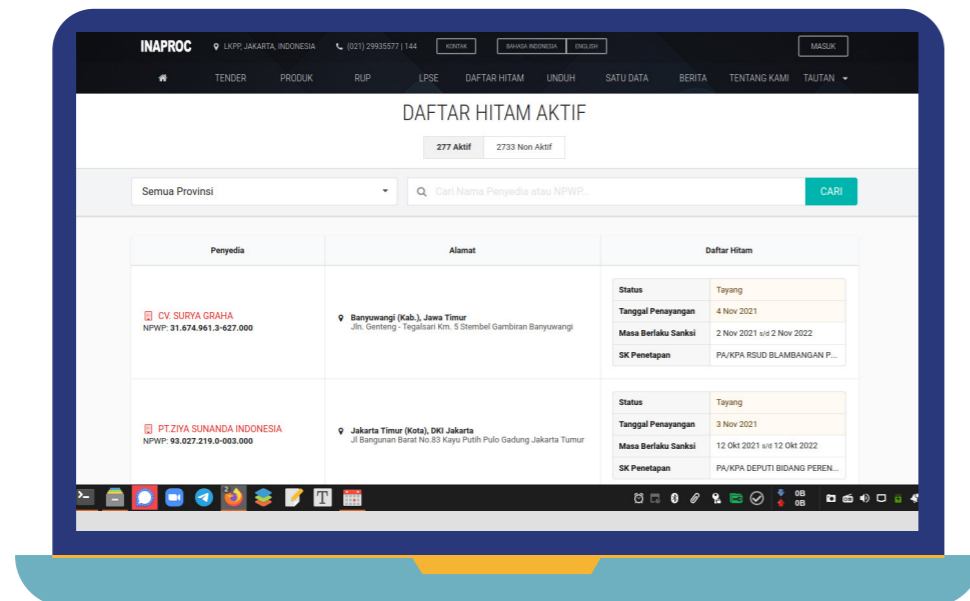 INAPROC LKPP, JAKARTA, INDONESIA (021) 29935577 | 144 KONTAK BAHASA INDONESIA ENGLISH MASUK
TENDER PRODUK RUP LPSE DAFTAR HITAM UNDUH SATU DATA BERITA TENTANG KAMI TAUTAN
DAFTAR HITAM AKTIF
277 Aktif 2733 Non Aktif
Semua Provinsi Cari Nama Penyedia atau NPWP... CARI
Penyedia Alamat Daftar Hitam
CV. SURYA GRAHA
NPWP: 31.674.961.3-627.000
Banyuwangi (Kab.), Jawa Timur
Jln. Genteng - Tegalsari Km. 5 Stembel Gambiran Banyuwangi
Status Tayang
Tanggal Penayangan 4 Nov 2021
Masa Berlaku Sanksi 2 Nov 2021 s/d 2 Nov 2022
SK Penetapan PA/KPA RSUD BLAMBANGAN P...
PT.ZIYA SUNANDA INDONESIA
NPWP: 93.027.219.0-003.000
Jakarta Timur (Kota), DKI Jakarta
Jl Bangunan Barat No.83 Kayu Putih Pulo Gadung Jakarta Tumur
Status Tayang
Tanggal Penayangan 3 Nov 2021
Masa Berlaku Sanksi 12 Okt 2021 s/d 12 Okt 2022
SK Penetapan PA/KPA DEPUTI BIDANG PEREN...
2 T 0B
0B